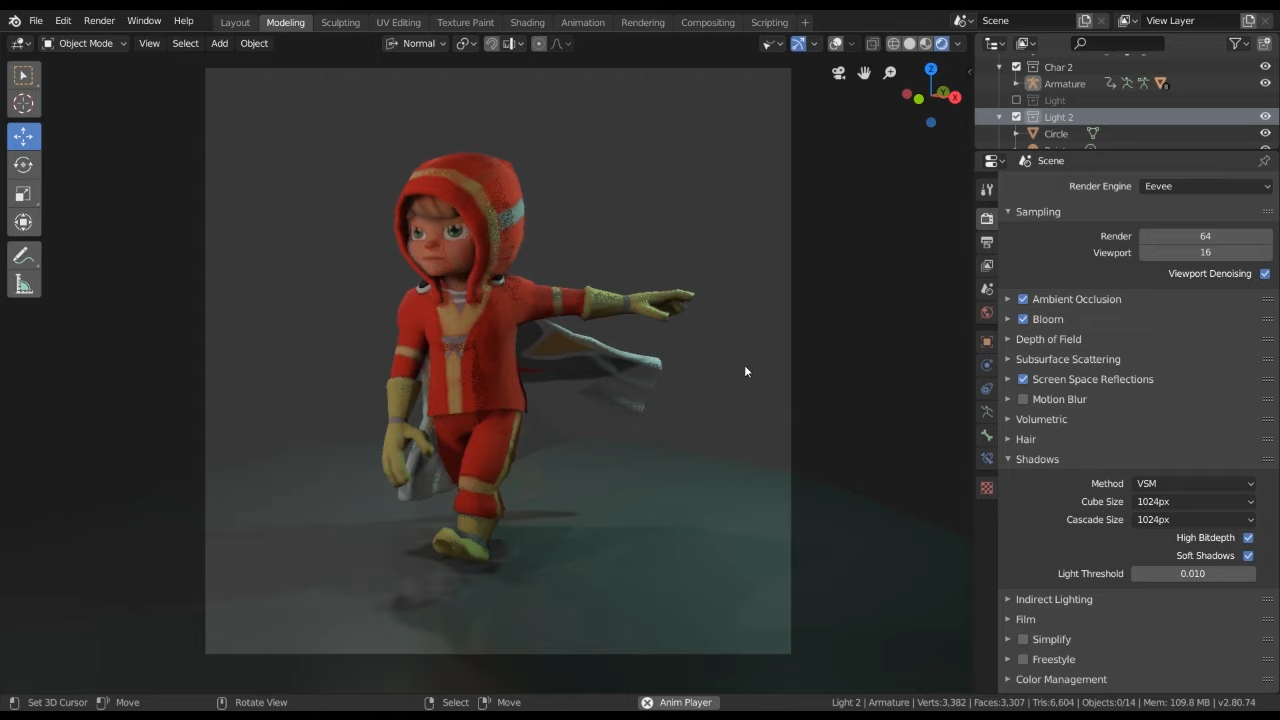 File Edit Render Window Help Layout Modeling Sculpting UV Editing Texture Paint Shading Animation Rendering Compositing Scripting + Scene View Layer
Object Mode View Select Add Object Normal
Z
Y
X
Char 2
Armature
8
Light
Light 2
Circle
Scene
Render Engine Eevee
Sampling
Render 64
Viewport 16
Viewport Denoising
Ambient Occlusion
Bloom
Depth of Field
Subsurface Scattering
Screen Space Reflections
Motion Blur
Volumetric
Hair
Shadows
Method VSM
Cube Size 1024px
Cascade Size 1024px
High Bitdepth
Soft Shadows
Light Threshold 0.010
Indirect Lighting
Film
Simplify
Freestyle
Color Management
Set 3D Cursor Move Rotate View Select Move Anim Player Light 2 | Armature | Verts:3,382 | Faces:3,307 | Tris:6,604 | Objects:0/14 | Mem: 109.8 MB | v2.80.74